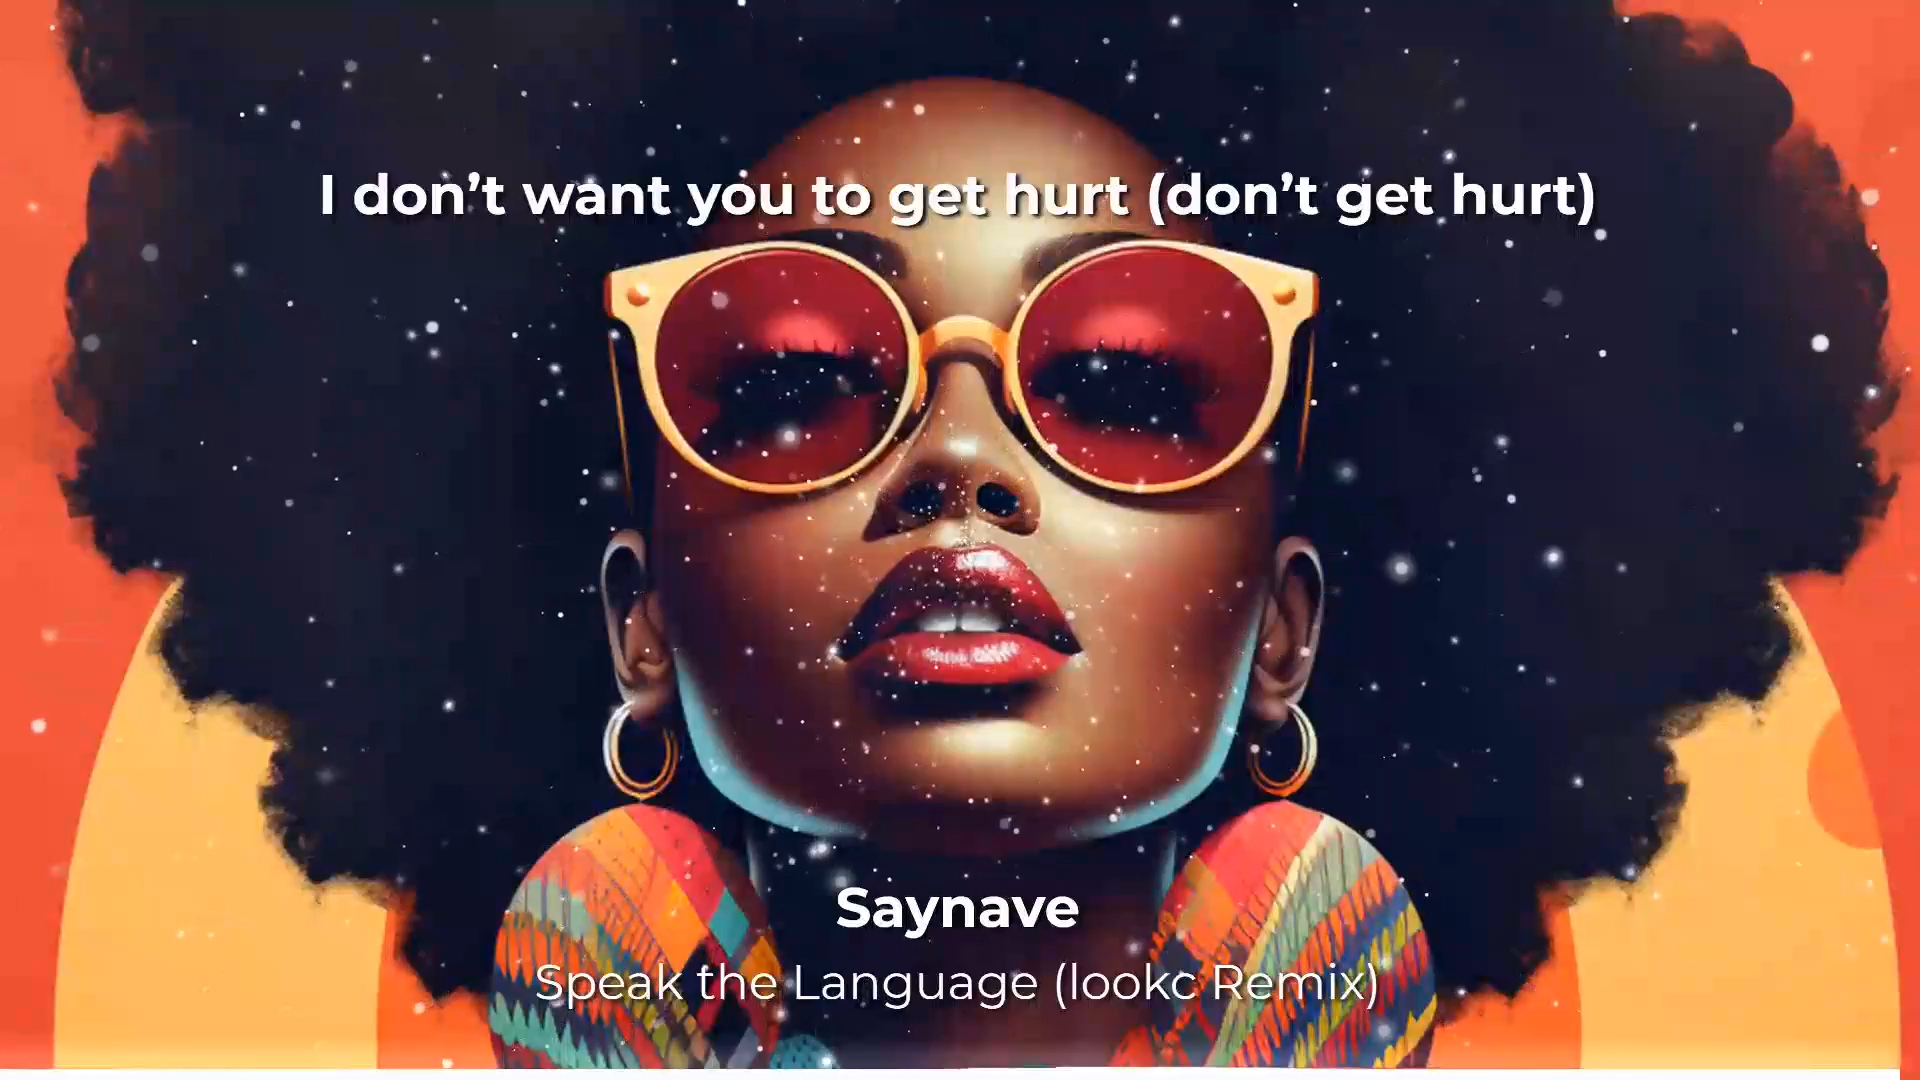 I don’t want you to get hurt (don’t get hurt)
Saynave
Speak the Language (lookc Remix)